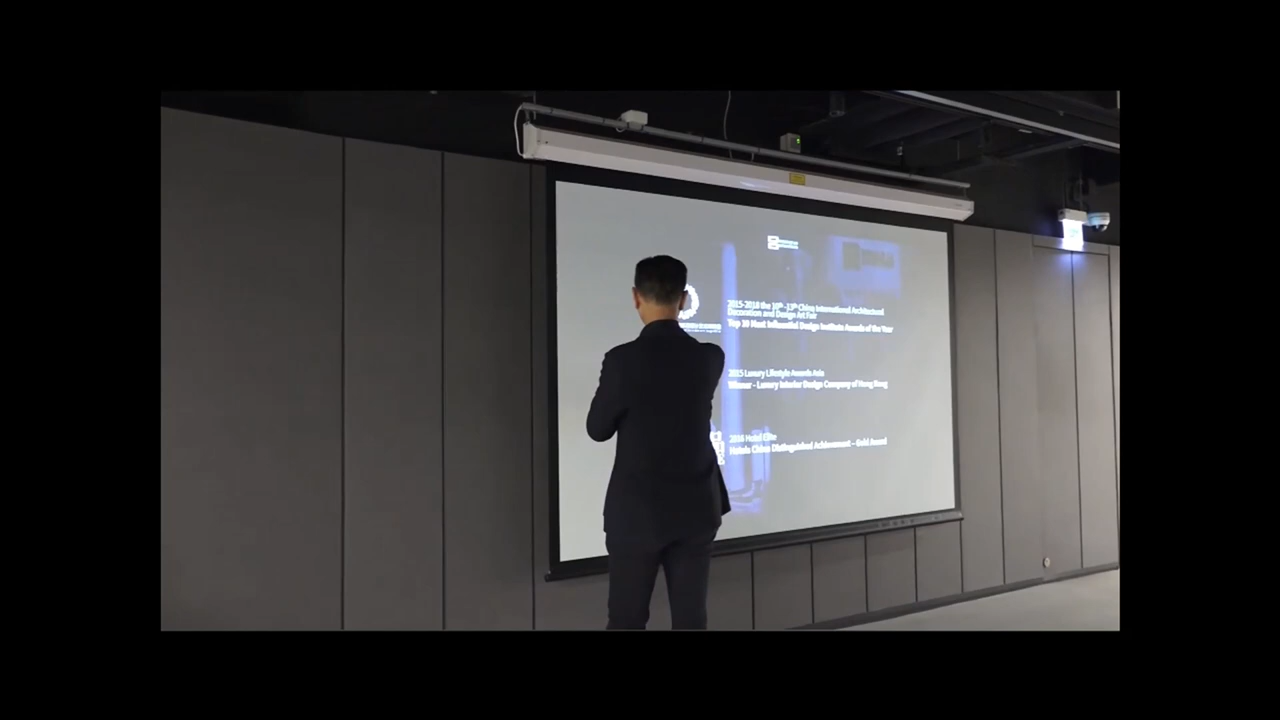 2015-2018 the 10th -13th China International Architectural
Decoration and Design Art Fair
Top 10 Most Influential Design Institute Awards of the Year
2015 Luxury Lifestyle Awards Asia
Winner - Luxury Interior Design Company of Hong Kong
2016 Hotel Elite
Hotels China Distinguished Achievement - Gold Award